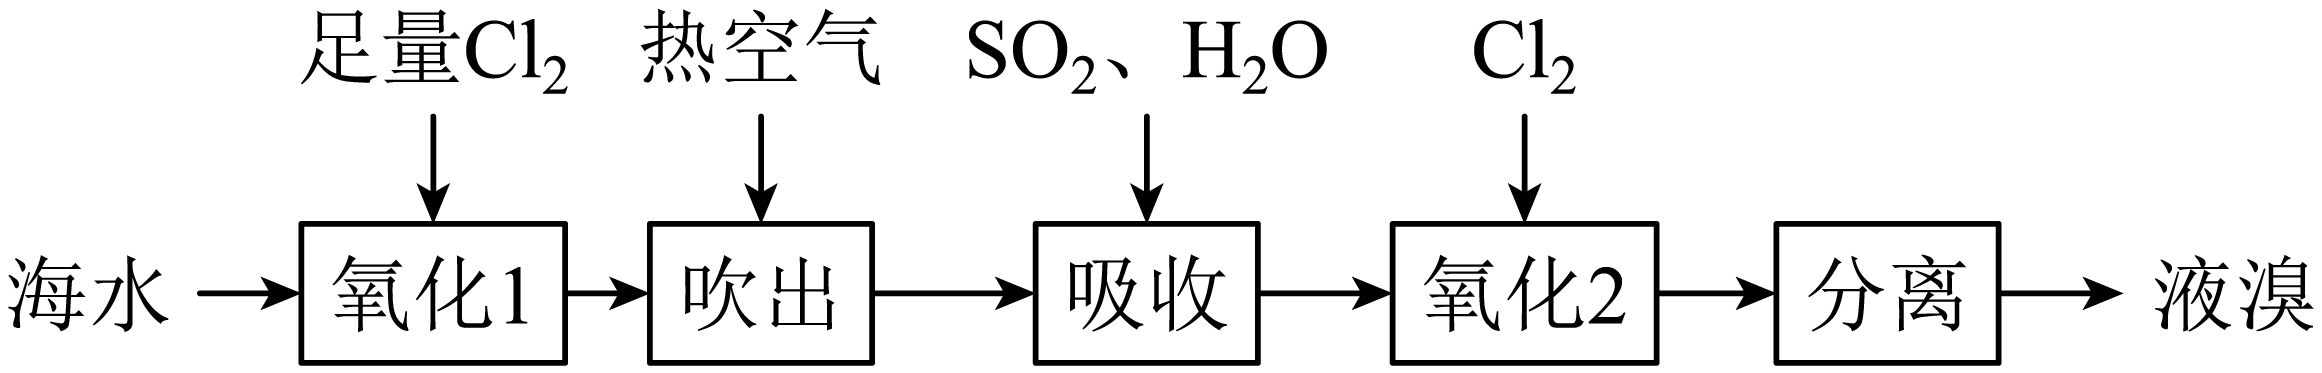 足量Cl₂ 热空气 SO₂、H₂O Cl₂
海水 氧化1 吹出 吸收 氧化2 分离 液溴